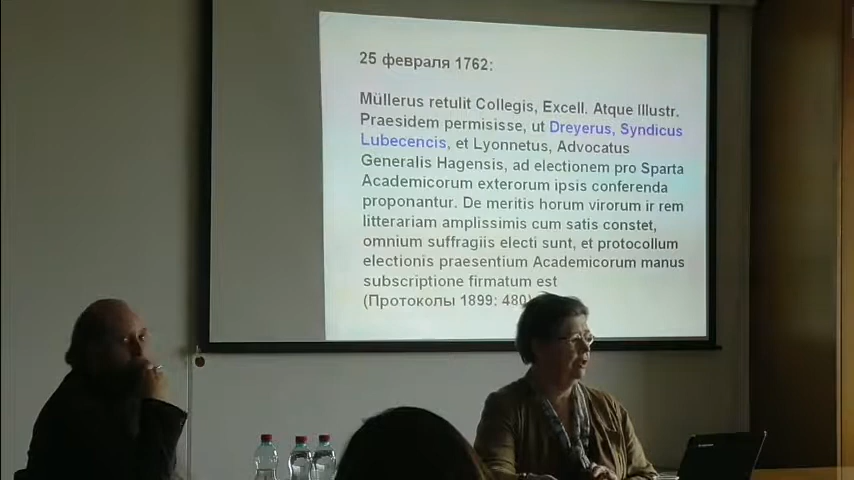 25 февраля 1762:
Müllerus retulit Collegis, Excell. Atque Illustr.
Praesidem permisisse, ut Dreyerus, Syndicus
Lubecencis, et Lyonnetus, Advocatus
Generalis Hagensis, ad electionem pro Sparta
Academicorum exterorum ipsis conferenda
proponantur. De meritis horum virorum ir rem
litterariam amplissimis cum satis constet,
omnium suffragiis electi sunt, et protocollum
electionis praesentium Academicorum manus
subscriptione firmatum est
(Протоколы 1899: 480)